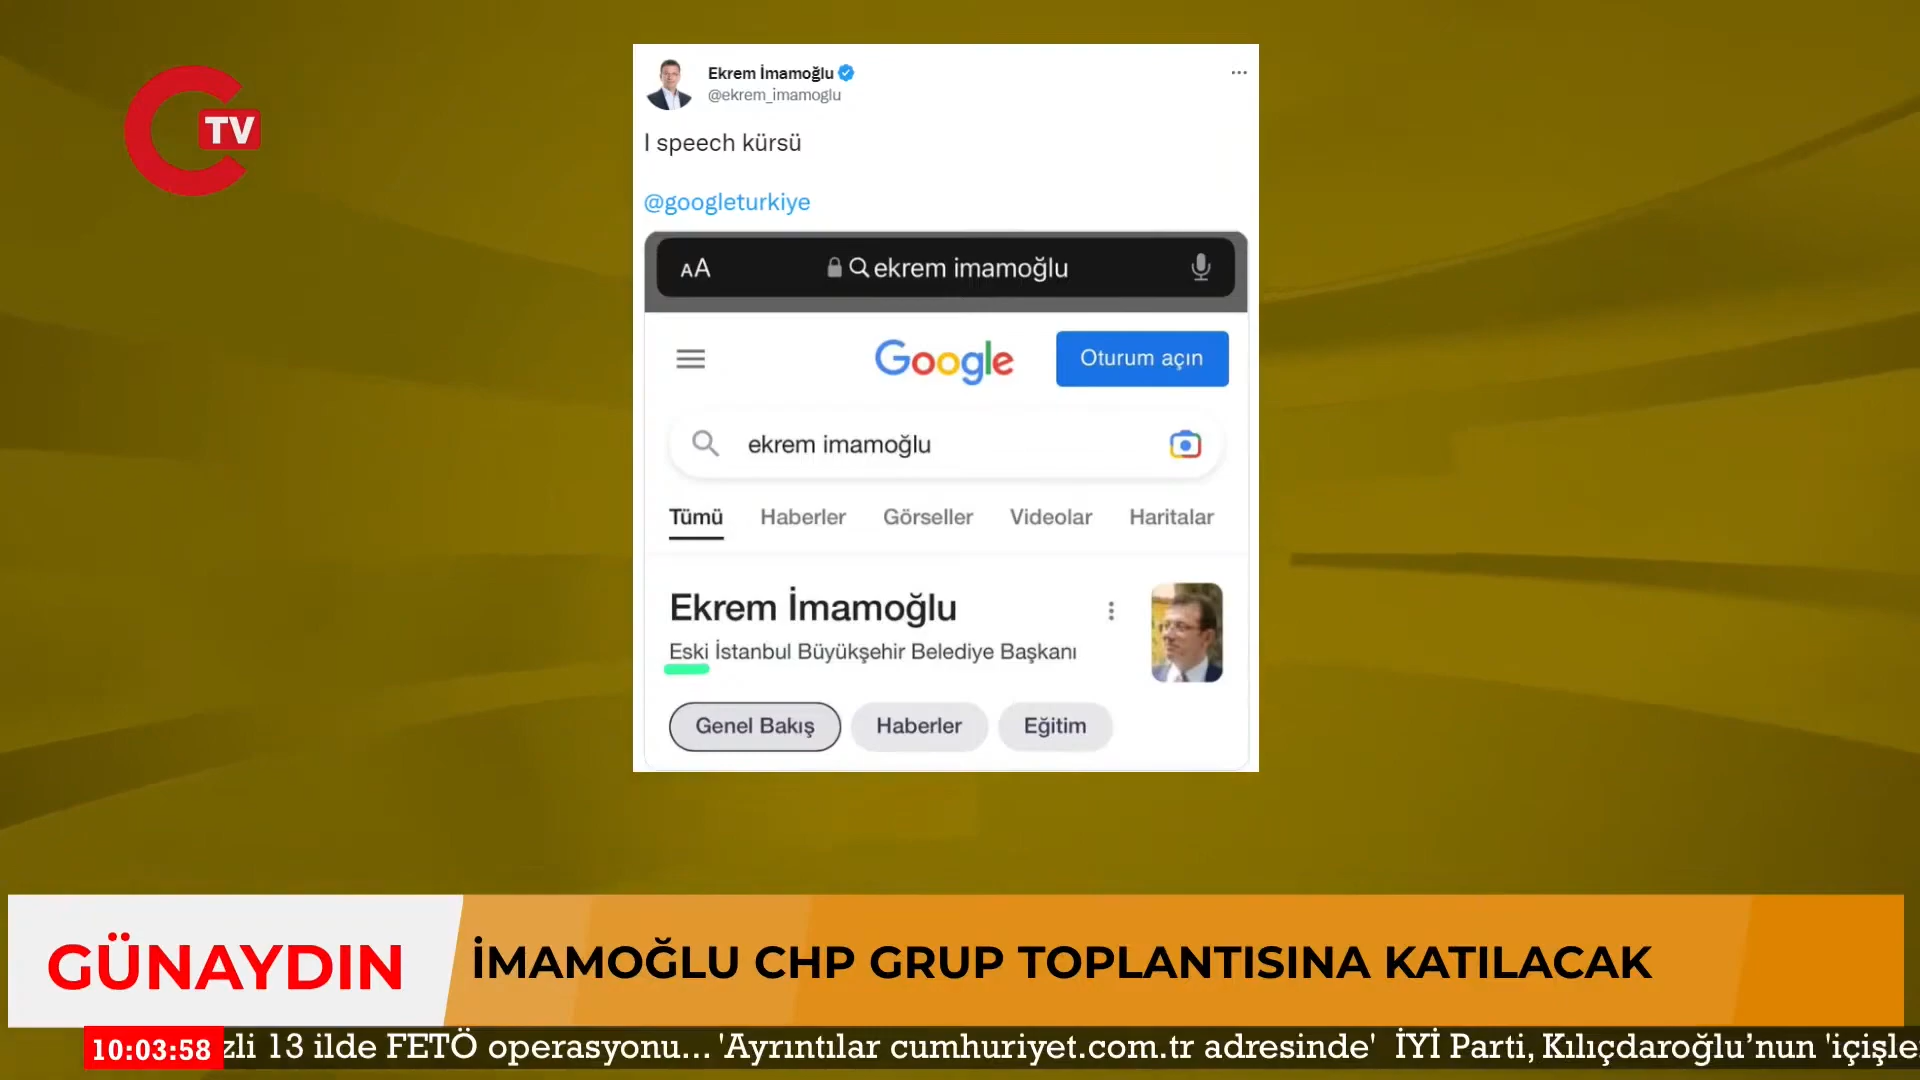 TV
Ekrem İmamoğlu
@ekrem_imamoglu
I speech kürsü
@googleturkiye
AA
ekrem imamoğlu
Google
Oturum açın
ekrem imamoğlu
Tümü Haberler Görseller Videolar Haritalar
Ekrem İmamoğlu
Eski İstanbul Büyükşehir Belediye Başkanı
Genel Bakış Haberler Eğitim
GÜNAYDIN
İMAMOĞLU CHP GRUP TOPLANTISINA KATILACAK
10:03:58 zli 13 ilde FETÖ operasyonu... 'Ayrıntılar cumhuriyet.com.tr adresinde' İYİ Parti, Kılıçdaroğlu’nun 'içişle